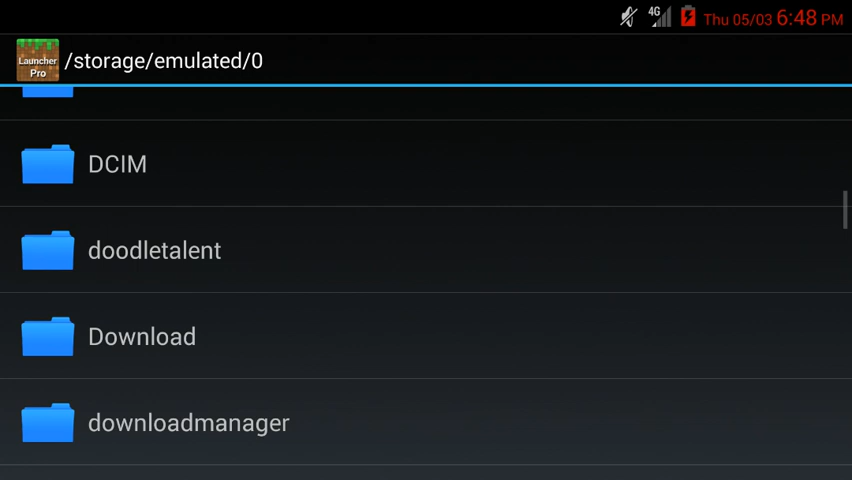 4G Thu 05/03 6:48 PM
Launcher
Pro
/storage/emulated/0
DCIM
doodletalent
Download
downloadmanager